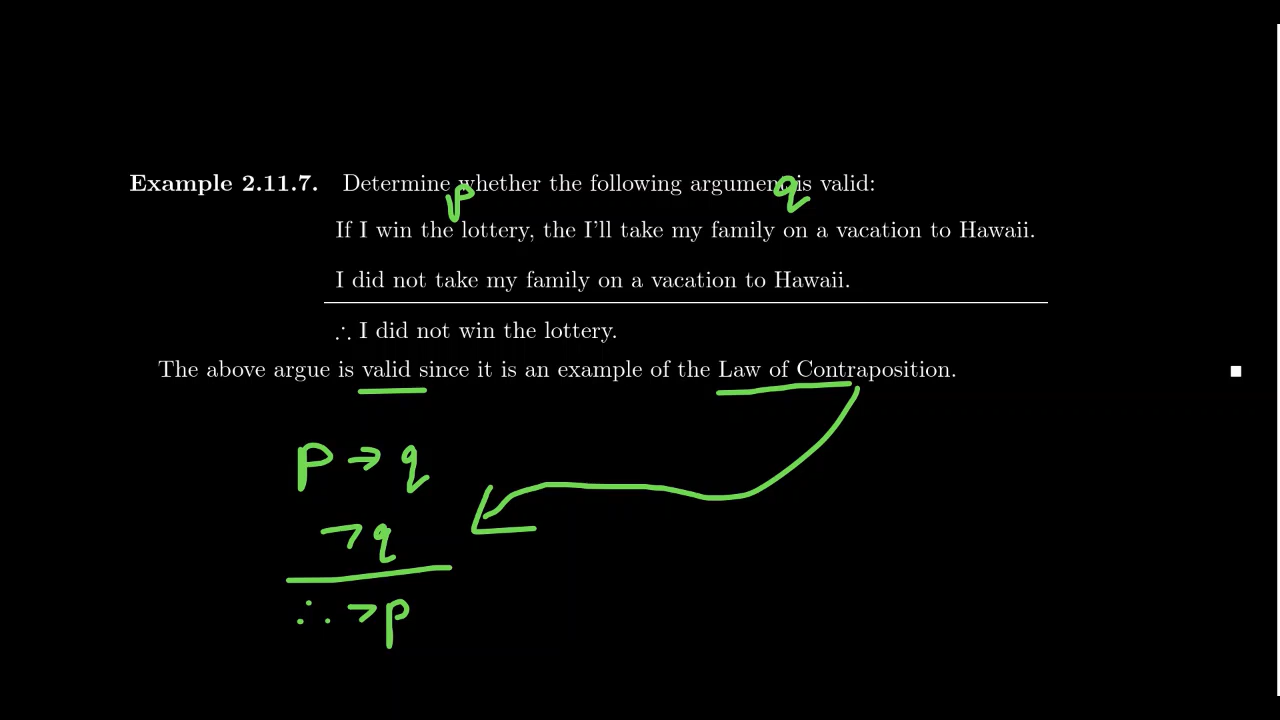 Example 2.11.7. Determine whether the following argument is valid:
p q
If I win the lottery, the I'll take my family on a vacation to Hawaii.
I did not take my family on a vacation to Hawaii.
∴ I did not win the lottery.
The above argue is valid since it is an example of the Law of Contraposition.
p → q
¬q
∴ ¬p